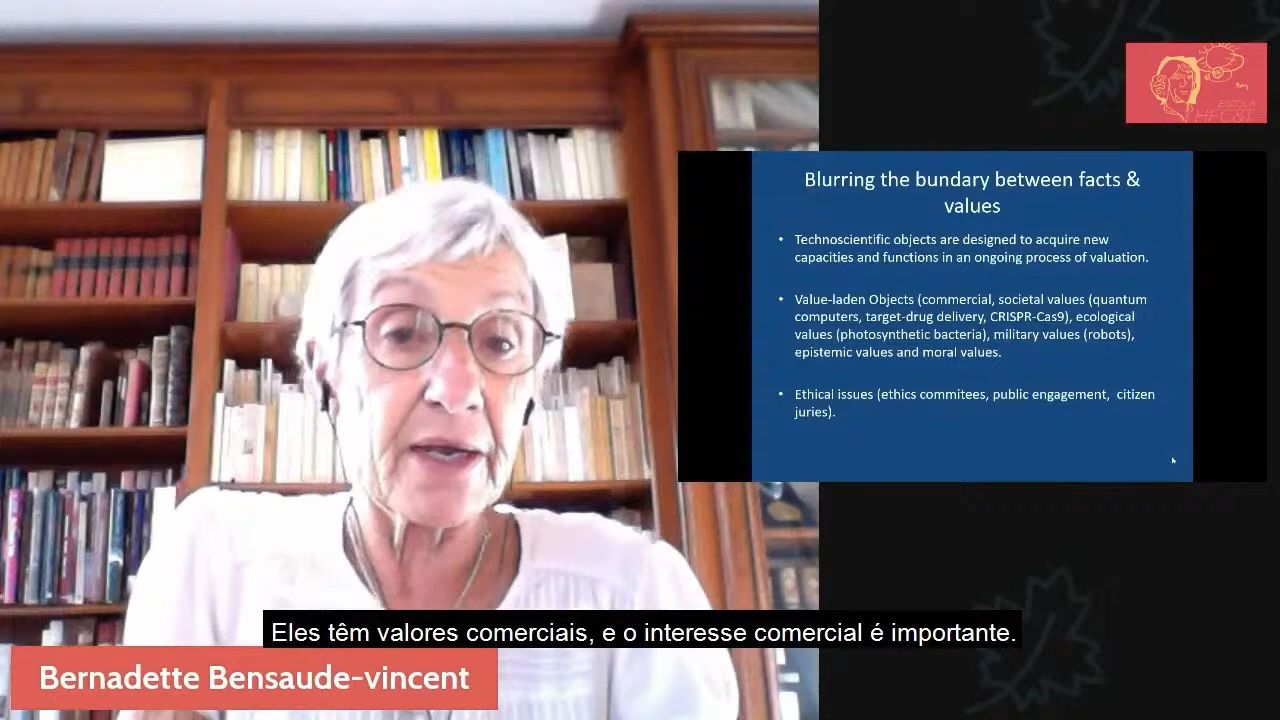 ESCOLA
HFC&T
Blurring the bundary between facts &
values
• Technoscientific objects are designed to acquire new
capacities and functions in an ongoing process of valuation.
• Value-laden Objects (commercial, societal values (quantum
computers, target-drug delivery, CRISPR-Cas9), ecological
values (photosynthetic bacteria), military values (robots),
epistemic values and moral values.
• Ethical issues (ethics commitees, public engagement, citizen
juries).
Eles têm valores comerciais, e o interesse comercial é importante.
Bernadette Bensaude-vincent